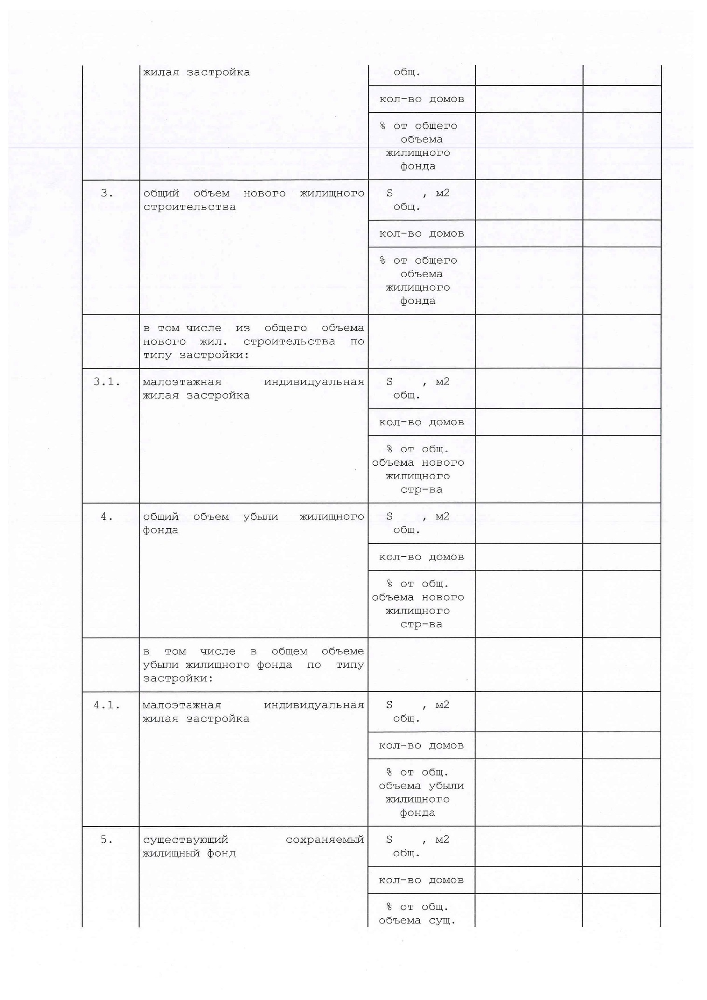 жилая застройка общ.
кол-во домов
% от общего
объема
жилищного
фонда
3. общий объем нового жилищного S , м2
строительства общ.
кол-во домов
% от общего
объема
жилищного
фонда
в том числе из общего объема
нового жил. строительства по
типу застройки:
3.1. малоэтажная индивидуальная S , м2
жилая застройка общ.
кол-во домов
% от общ.
объема нового
жилищного
стр-ва
4. общий объем убыли жилищного S , м2
фонда общ.
кол-во домов
% от общ.
объема нового
жилищного
стр-ва
в том числе в общем объеме
убыли жилищного фонда по типу
застройки:
4.1. малоэтажная индивидуальная S , м2
жилая застройка общ.
кол-во домов
% от общ.
объема убыли
жилищного
фонда
5. существующий сохраняемый S , м2
жилищный фонд общ.
кол-во домов
% от общ.
объема сущ.